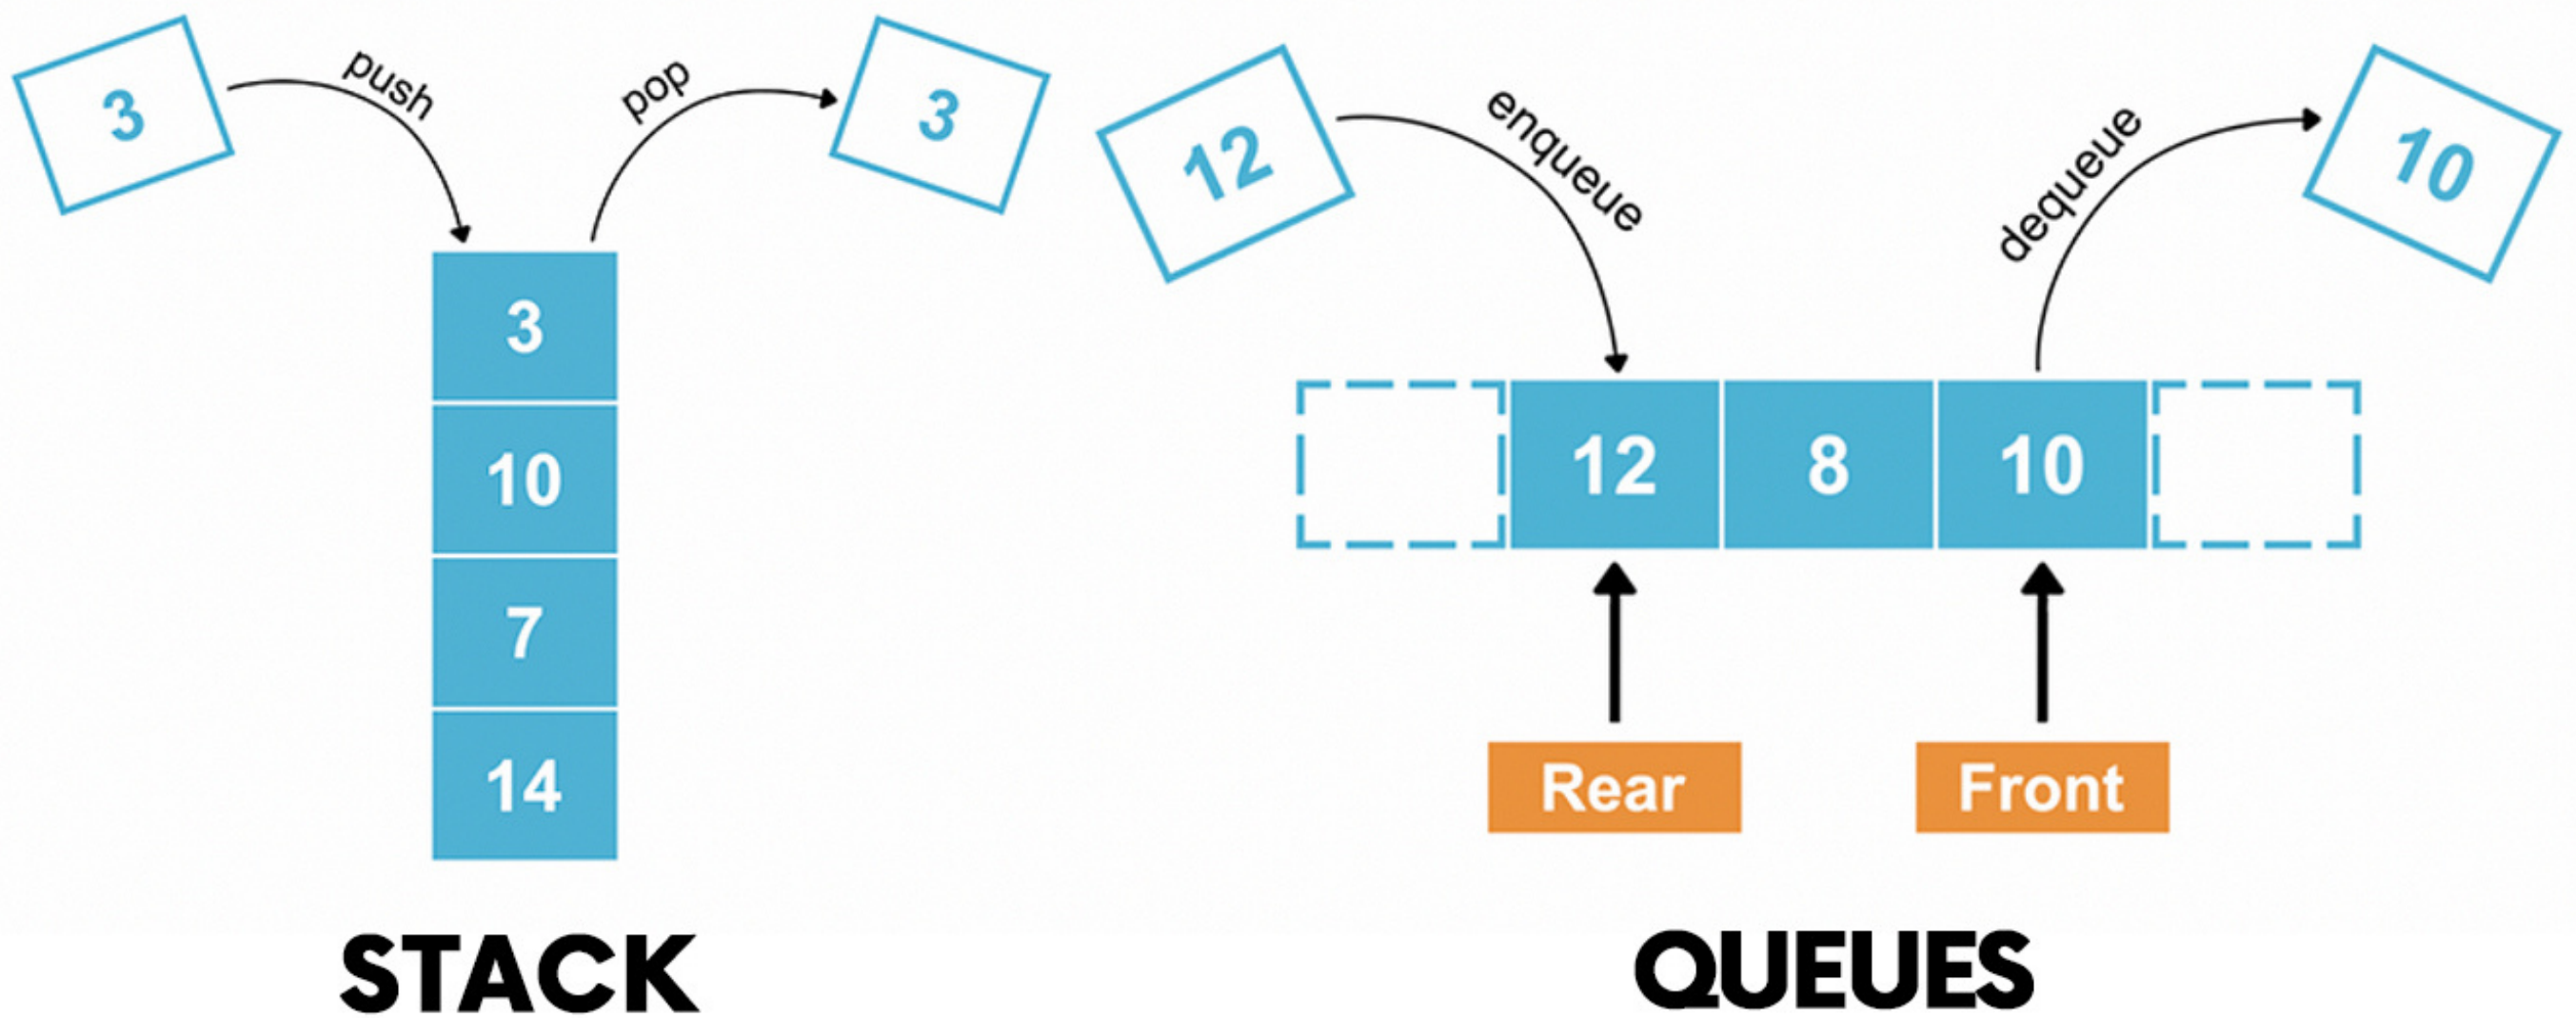 3
push
pop
3
3
10
7
14
STACK
12
enqueue
dequeue
10
12 8 10
Rear Front
QUEUES